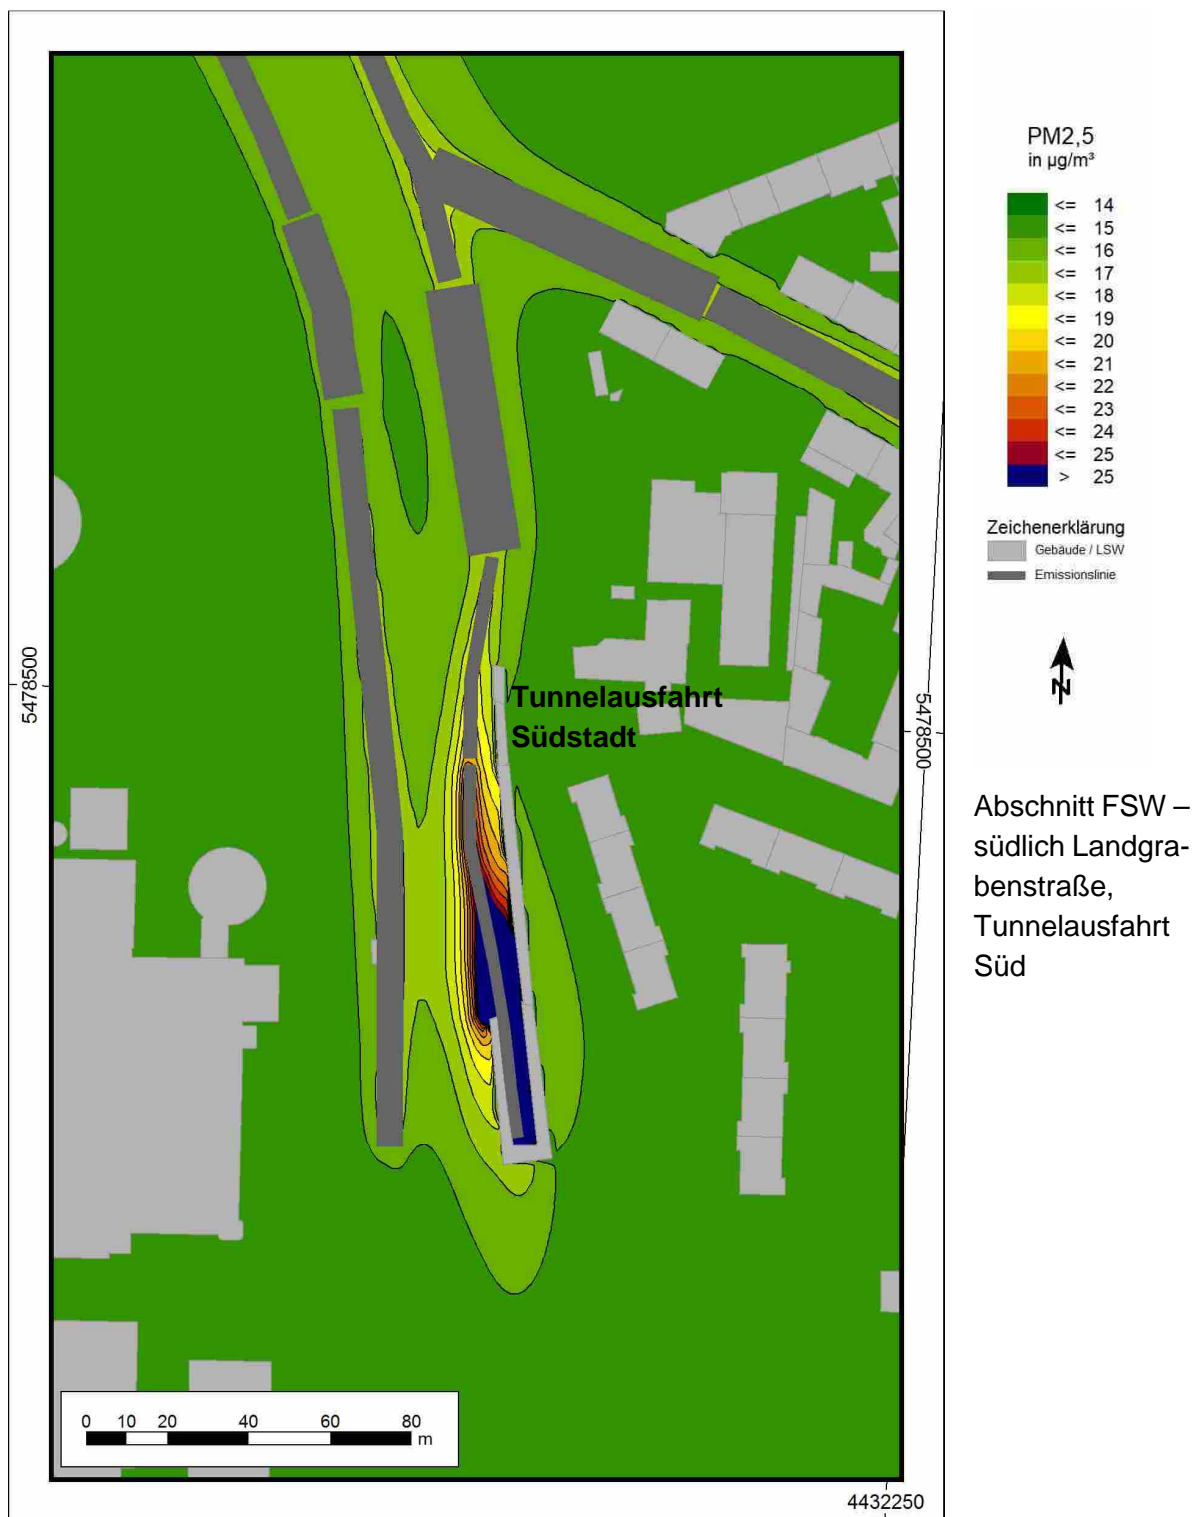 PM2,5
in µg/m³
<= 14
<= 15
<= 16
<= 17
<= 18
<= 19
<= 20
<= 21
<= 22
<= 23
<= 24
<= 25
> 25
Zeichenerklärung
Gebäude / LSW
Emissionslinie
N
5478500
Tunnelausfahrt
Südstadt
5478500
Abschnitt FSW –
südlich Landgra-
benstraße,
Tunnelausfahrt
Süd
0 10 20 40 60 80
m
4432250